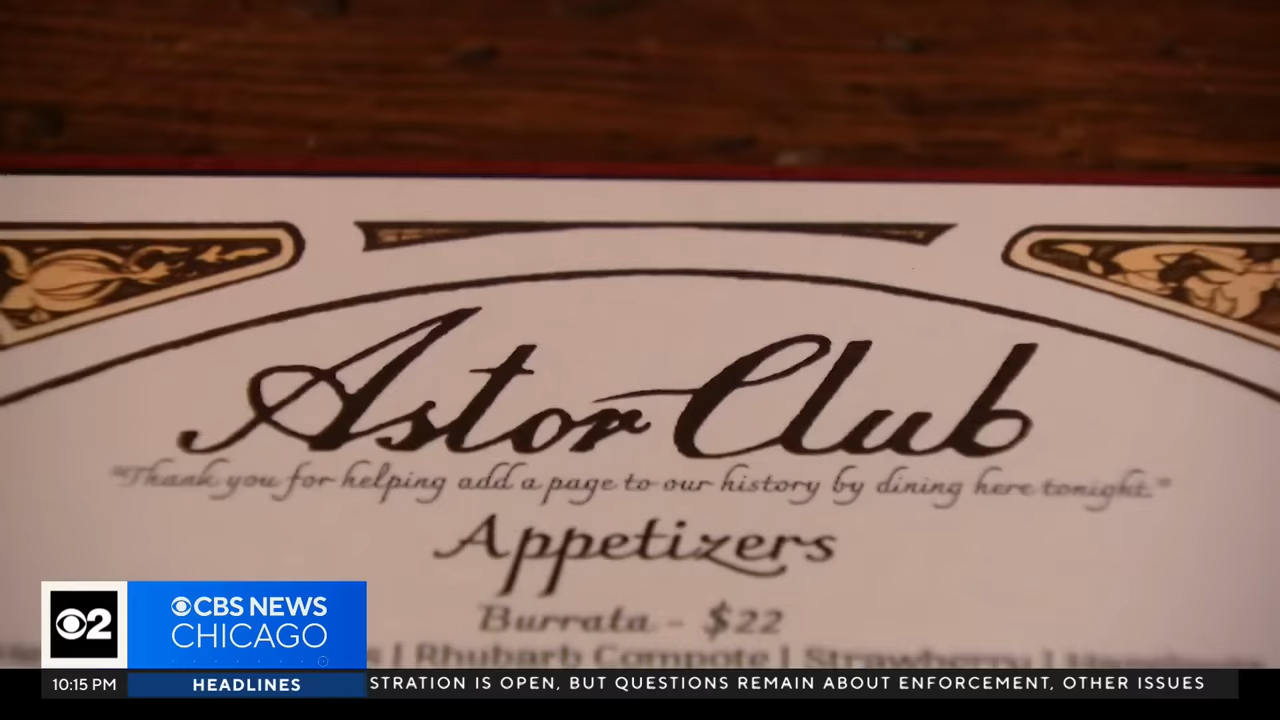 Astor Club
"Thank you for helping add a page to our history by dining here tonight."
Appetizers
Burrata - $22
| Rhubarb Compote | Strawberry |
2
CBS NEWS
CHICAGO
10:15 PM
HEADLINES
STRATION IS OPEN, BUT QUESTIONS REMAIN ABOUT ENFORCEMENT, OTHER ISSUES